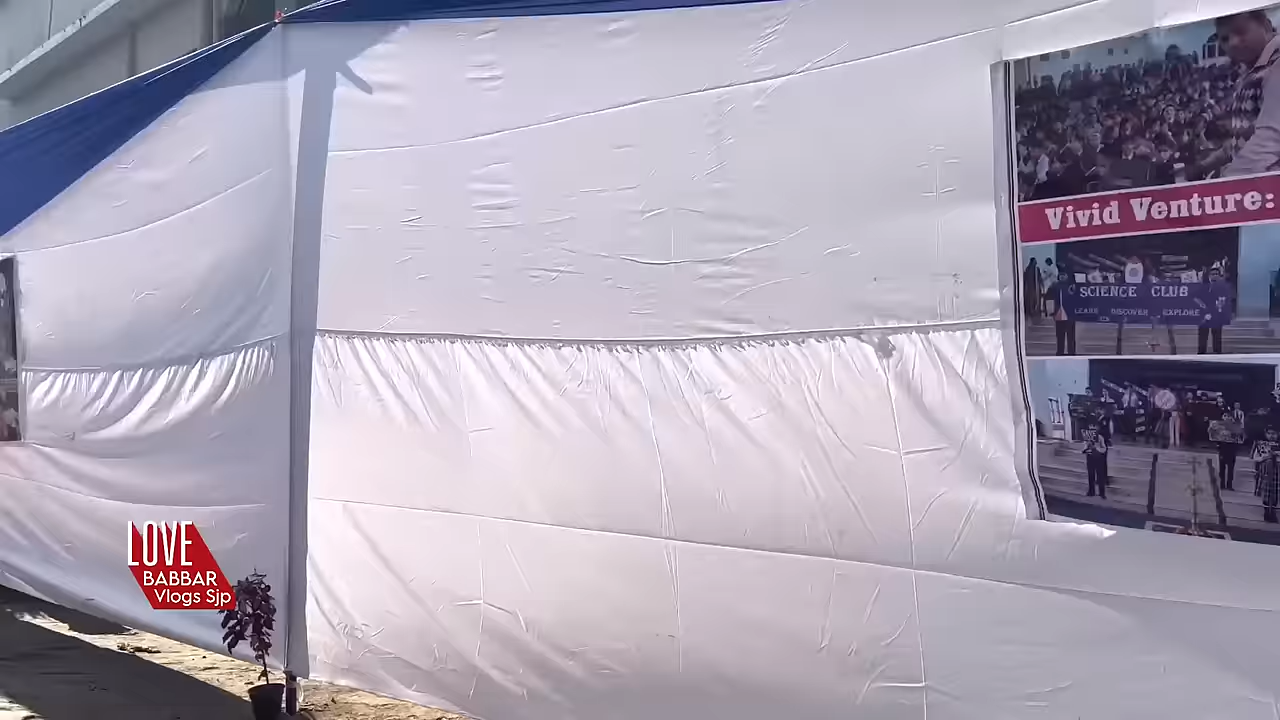 Vivid Venture:
SCIENCE CLUB
LEARN DISCOVER EXPLORE
LOVE
BABBAR
Vlogs Sjp